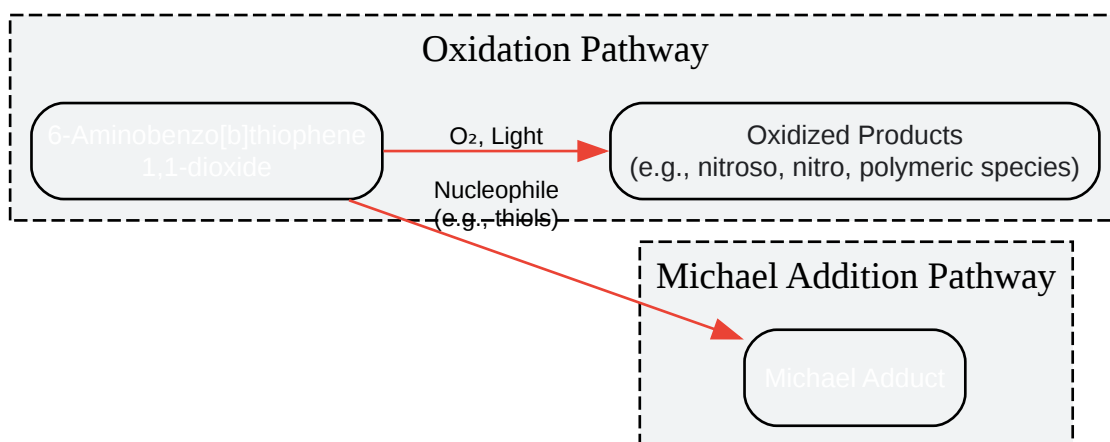 Oxidation Pathway
6-Aminobenzo[b]thiophene
1,1-dioxide
O₂, Light
Oxidized Products
(e.g., nitroso, nitro, polymeric species)
Nucleophile
(e.g., thiols)
Michael Addition Pathway
Michael Adduct